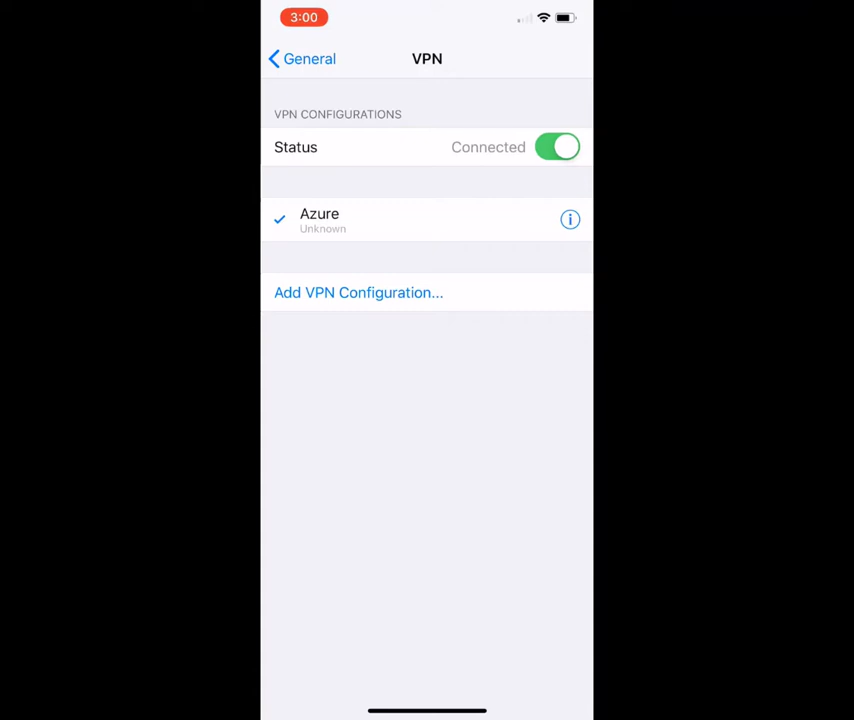 3:00
General
VPN
VPN CONFIGURATIONS
Status Connected
Azure
Unknown
Add VPN Configuration...